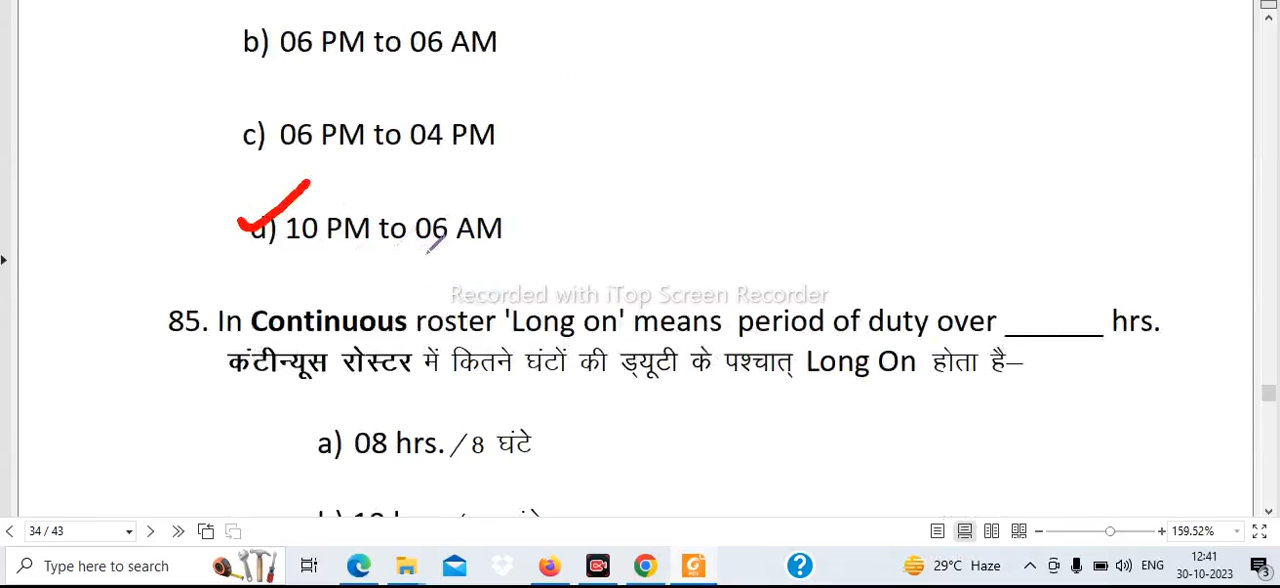 b) 06 PM to 06 AM
c) 06 PM to 04 PM
d) 10 PM to 06 AM
Recorded with iTop Screen Recorder
85. In Continuous roster 'Long on' means period of duty over ______ hrs.
कंटीन्यूस रोस्टर में कितने घंटों की ड्यूटी के पश्चात् Long On होता है–
a) 08 hrs. / 8 घंटे
34 / 43
159.52%
Type here to search
29°C Haze
ENG
12:41
30-10-2023
3